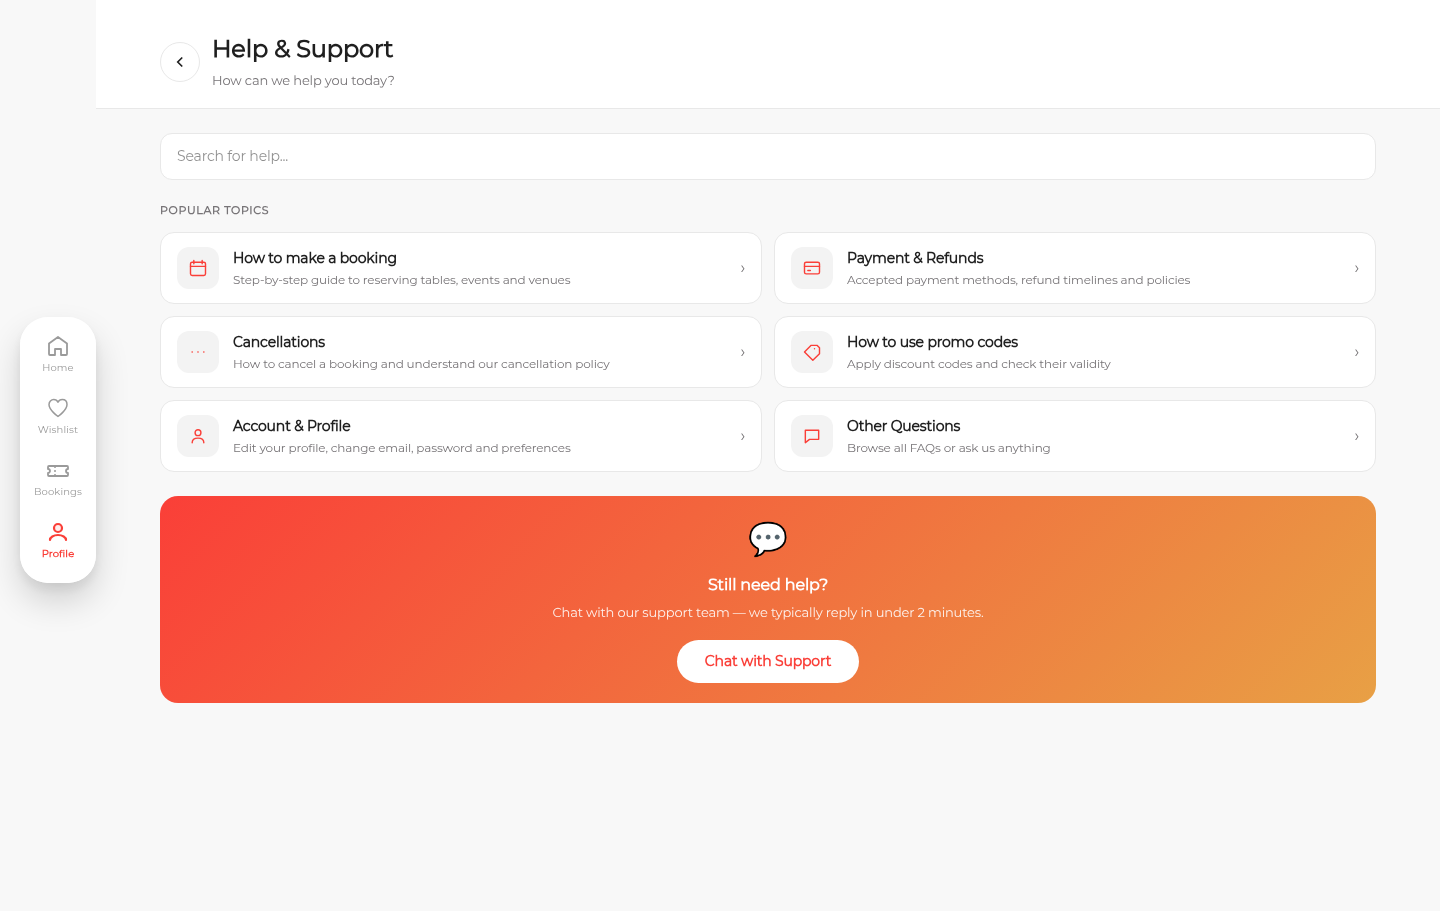 Help & Support
How can we help you today?
Search for help...
POPULAR TOPICS
How to make a booking
Step-by-step guide to reserving tables, events and venues
Payment & Refunds
Accepted payment methods, refund timelines and policies
Cancellations
How to cancel a booking and understand our cancellation policy
How to use promo codes
Apply discount codes and check their validity
Account & Profile
Edit your profile, change email, password and preferences
Other Questions
Browse all FAQs or ask us anything
Home
Wishlist
Bookings
Profile
Still need help?
Chat with our support team — we typically reply in under 2 minutes.
Chat with Support